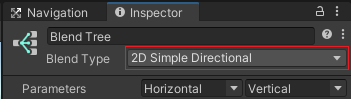 Navigation Inspector
Blend Tree
Blend Type 2D Simple Directional
Parameters Horizontal Vertical